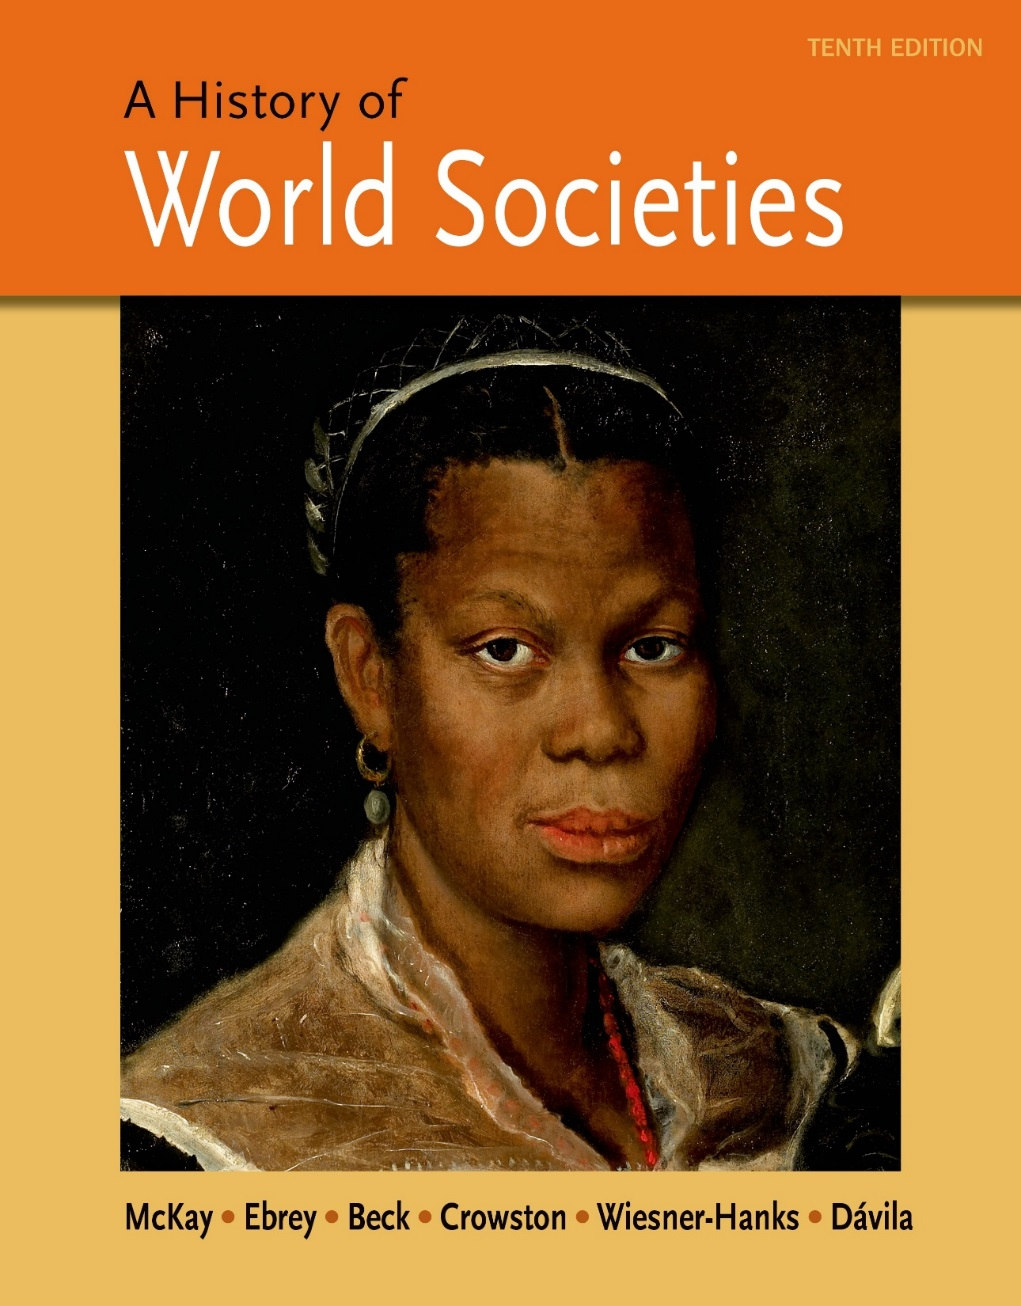 TENTH EDITION
A History of
World Societies
McKay • Ebrey • Beck • Crowston • Wiesner-Hanks • Dávila